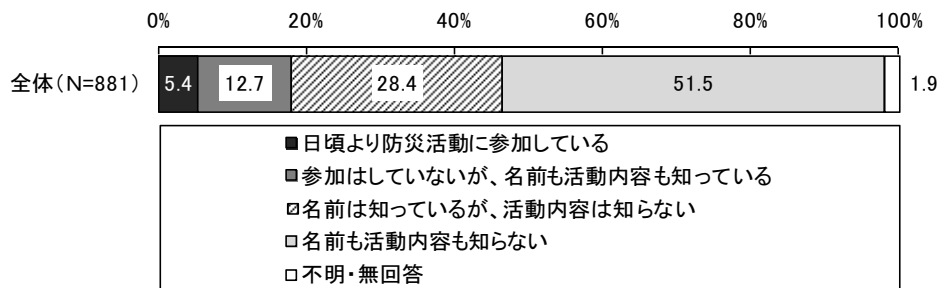 0% 20% 40% 60% 80% 100%
全体(N=881) 5.4 12.7 28.4 51.5 1.9
■日頃より防災活動に参加している
参加はしていないが、名前も活動内容も知っている
名前は知っているが、活動内容は知らない
名前も活動内容も知らない
□不明・無回答